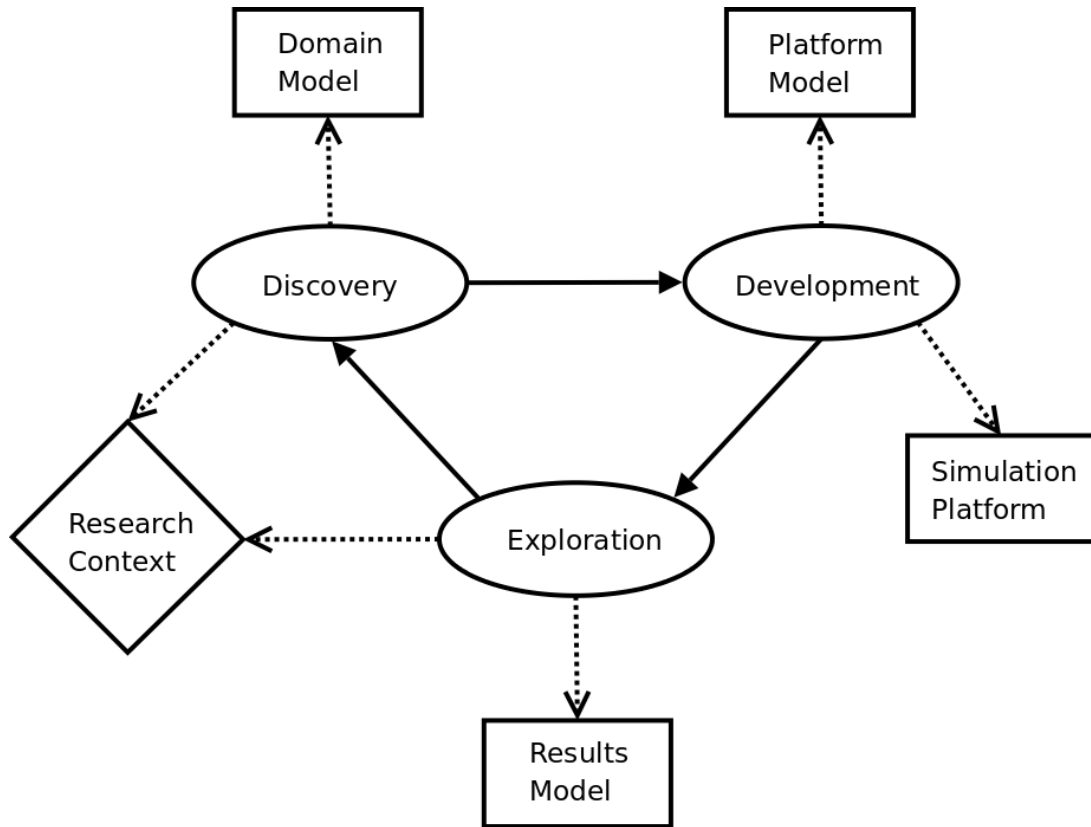 Domain
Model
Platform
Model
Discovery
Development
Simulation
Platform
Research
Context
Exploration
Results
Model